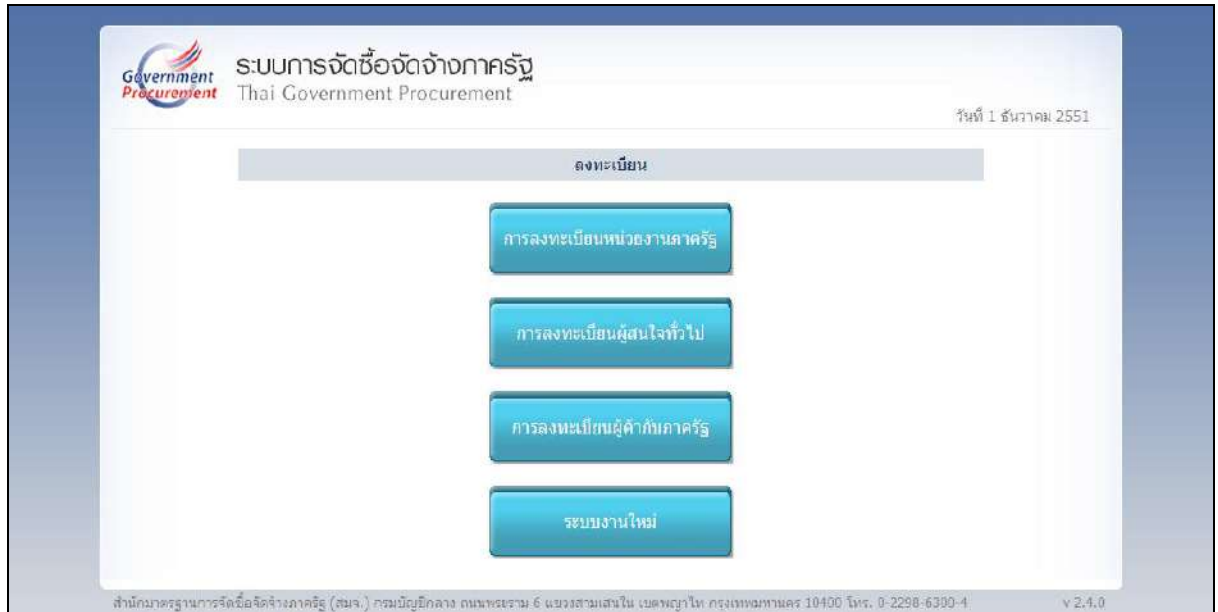 Government
Procurement
ระบบการจัดซื้อจัดจ้างภาครัฐ
Thai Government Procurement
วันที่ 1 ธันวาคม 2551
ลงทะเบียน
การลงทะเบียนหน่วยงานภาครัฐ
การลงทะเบียนผู้สนใจทั่วไป
การลงทะเบียนผู้ค้ากับภาครัฐ
ระบบงานใหม่
สำนักมาตรฐานการจัดซื้อจัดจ้างภาครัฐ (สมจ.) กรมบัญชีกลาง ถนนพระราม 6 แขวงสามเสนใน เขตพญาไท กรุงเทพมหานคร 10400 โทร. 0-2298-6300-4
v 2.4.0